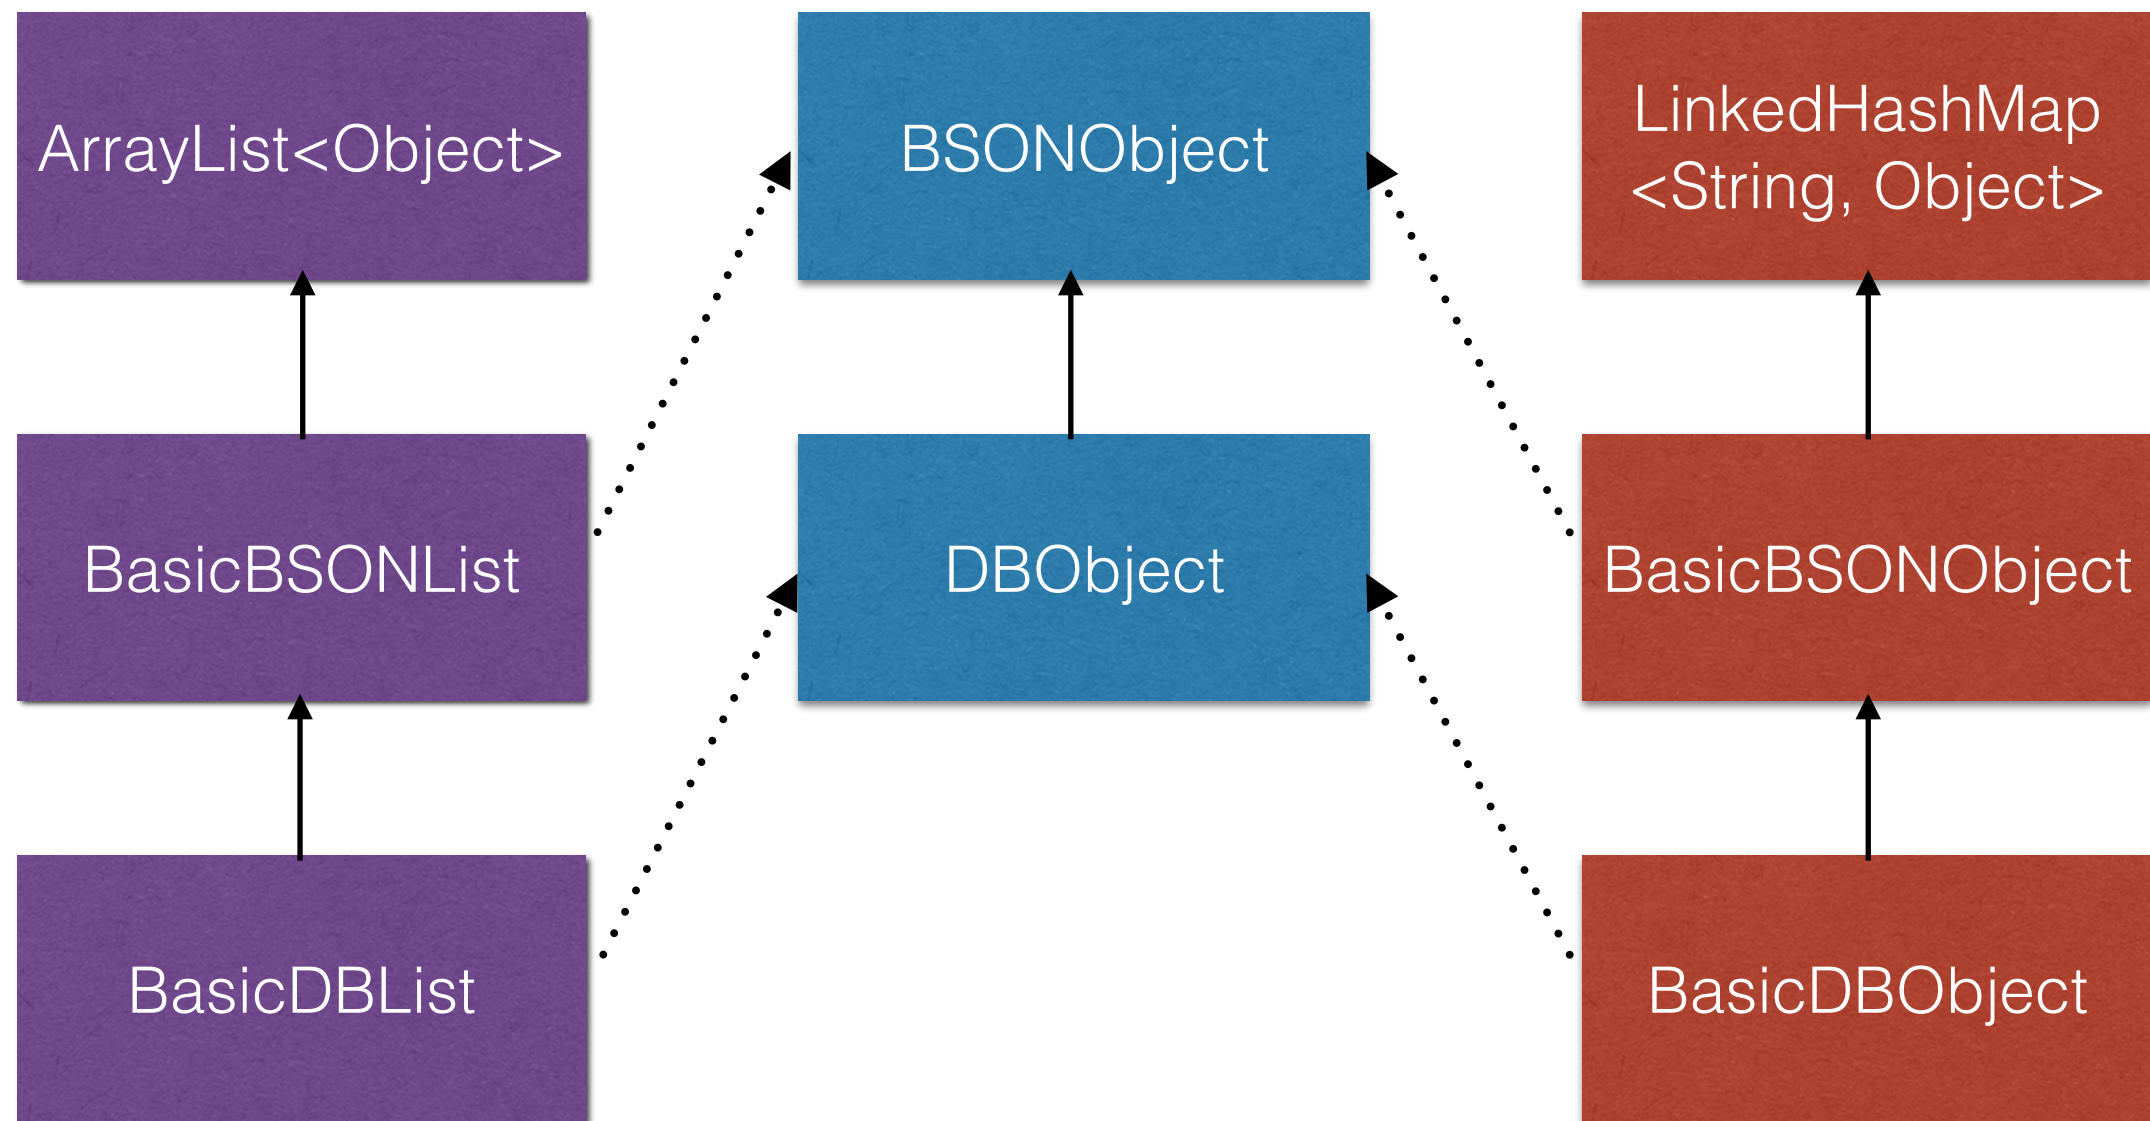 ArrayList<Object>
BSONObject
LinkedHashMap
<String, Object>
BasicBSONList
DBObject
BasicBSONObject
BasicDBList
BasicDBObject